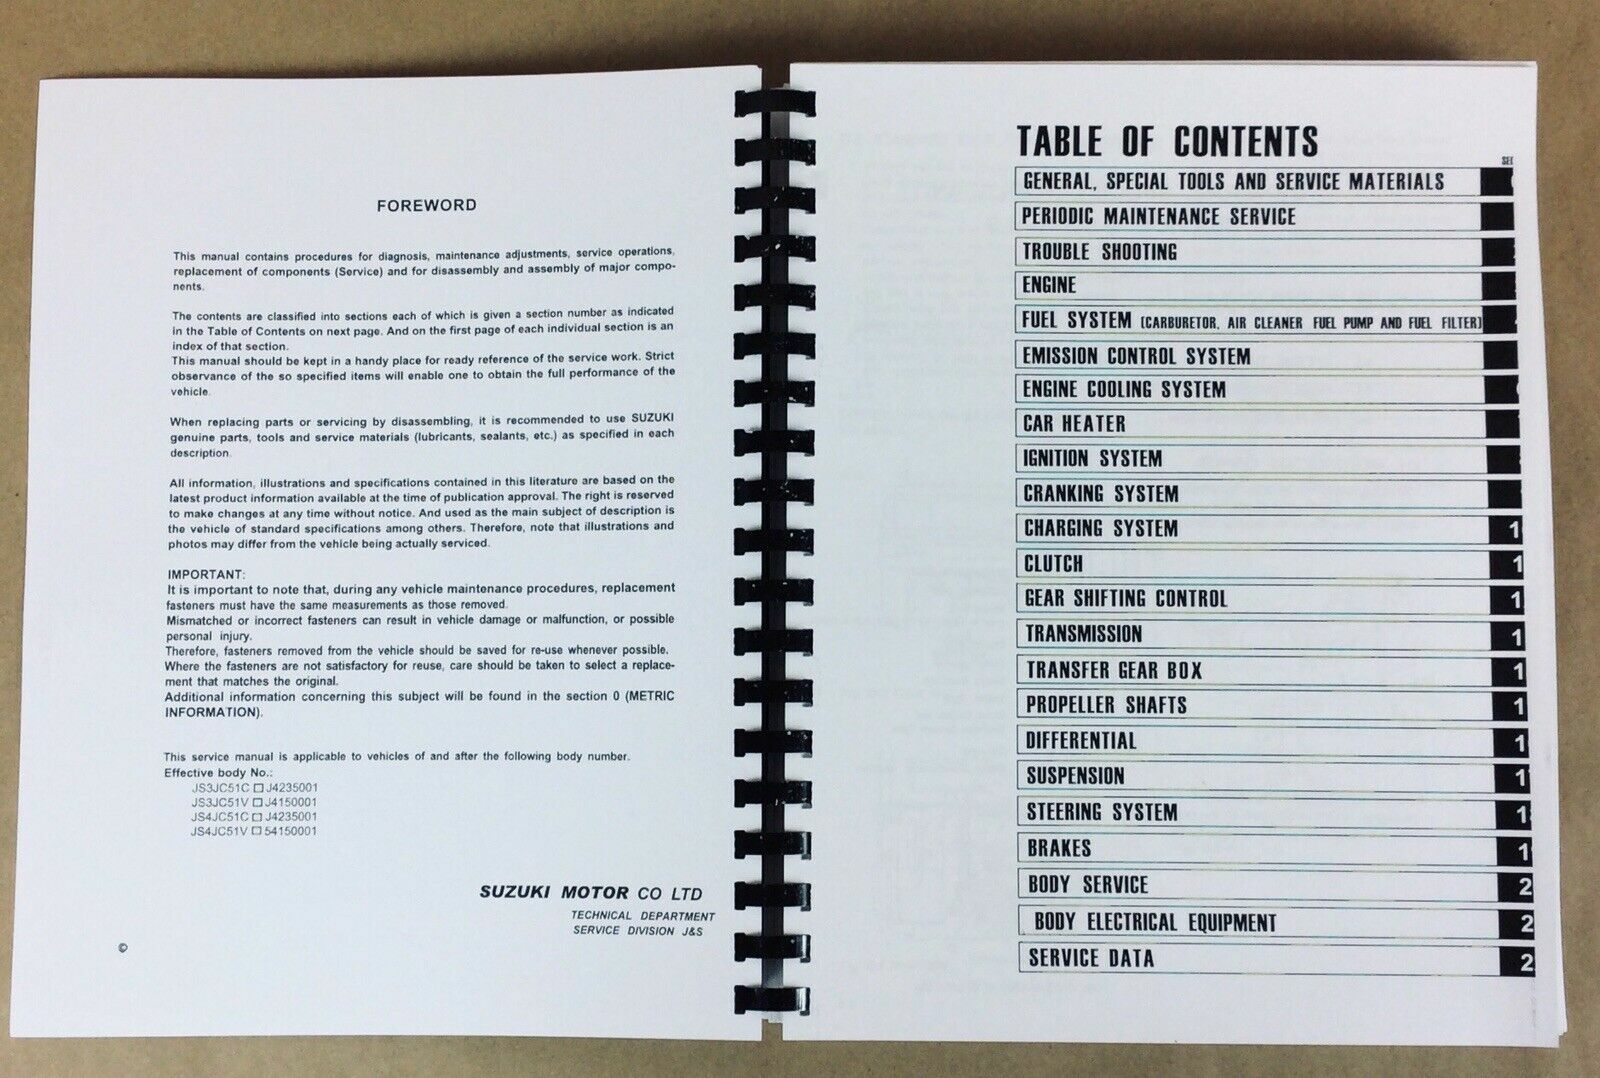 FOREWORD
This manual contains procedures for diagnosis, maintenance adjustments, service operations,
replacement of components (Service) and for disassembly and assembly of major compo-
nents.
The contents are classified into sections each of which is given a section number as indicated
in the Table of Contents on next page. And on the first page of each individual section is an
index of that section.
This manual should be kept in a handy place for ready reference of the service work. Strict
observance of the so specified items will enable one to obtain the full performance of the
vehicle.
When replacing parts or servicing by disassembling, it is recommended to use SUZUKI
genuine parts, tools and service materials (lubricants, sealants, etc.) as specified in each
description.
All information, illustrations and specifications contained in this literature are based on the
latest product information available at the time of publication approval. The right is reserved
to make changes at any time without notice. And used as the main subject of description is
the vehicle of standard specifications among others. Therefore, note that illustrations and
photos may differ from the vehicle being actually serviced.
IMPORTANT:
It is important to note that, during any vehicle maintenance procedures, replacement
fasteners must have the same measurements as those removed.
Mismatched or incorrect fasteners can result in vehicle damage or malfunction, or possible
personal injury.
Therefore, fasteners removed from the vehicle should be saved for re-use whenever possible.
Where the fasteners are not satisfactory for reuse, care should be taken to select a replace-
ment that matches the original.
Additional information concerning this subject will be found in the section 0 (METRIC
INFORMATION).
This service manual is applicable to vehicles of and after the following body number.
Effective body No.:
JS3JC51C □ J4235001
JS3JC51V □ J4150001
JS4JC51C □ J4235001
JS4JC51V □ 54150001
SUZUKI MOTOR CO LTD
TECHNICAL DEPARTMENT
SERVICE DIVISION J&S
©
TABLE OF CONTENTS
GENERAL, SPECIAL TOOLS AND SERVICE MATERIALS
PERIODIC MAINTENANCE SERVICE
TROUBLE SHOOTING
ENGINE
FUEL SYSTEM [CARBURETOR, AIR CLEANER FUEL PUMP AND FUEL FILTER]
EMISSION CONTROL SYSTEM
ENGINE COOLING SYSTEM
CAR HEATER
IGNITION SYSTEM
CRANKING SYSTEM
CHARGING SYSTEM 1
CLUTCH 1
GEAR SHIFTING CONTROL 1
TRANSMISSION 1
TRANSFER GEAR BOX 1
PROPELLER SHAFTS 1
DIFFERENTIAL 1
SUSPENSION 1
STEERING SYSTEM 1
BRAKES 1
BODY SERVICE 2
BODY ELECTRICAL EQUIPMENT 2
SERVICE DATA 2